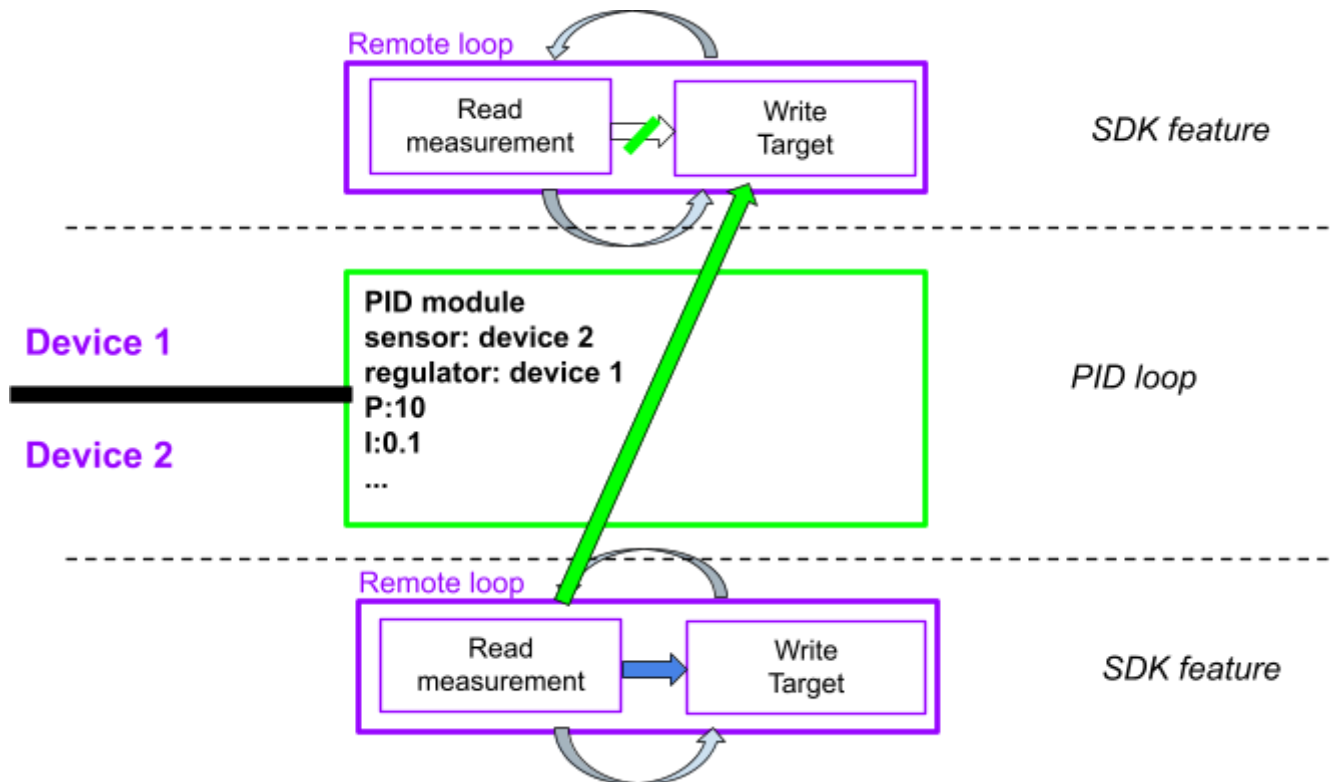 Remote loop
Read
measurement
Write
Target
SDK feature
Device 1
Device 2
PID module
sensor: device 2
regulator: device 1
P:10
I:0.1
...
PID loop
Remote loop
Read
measurement
Write
Target
SDK feature